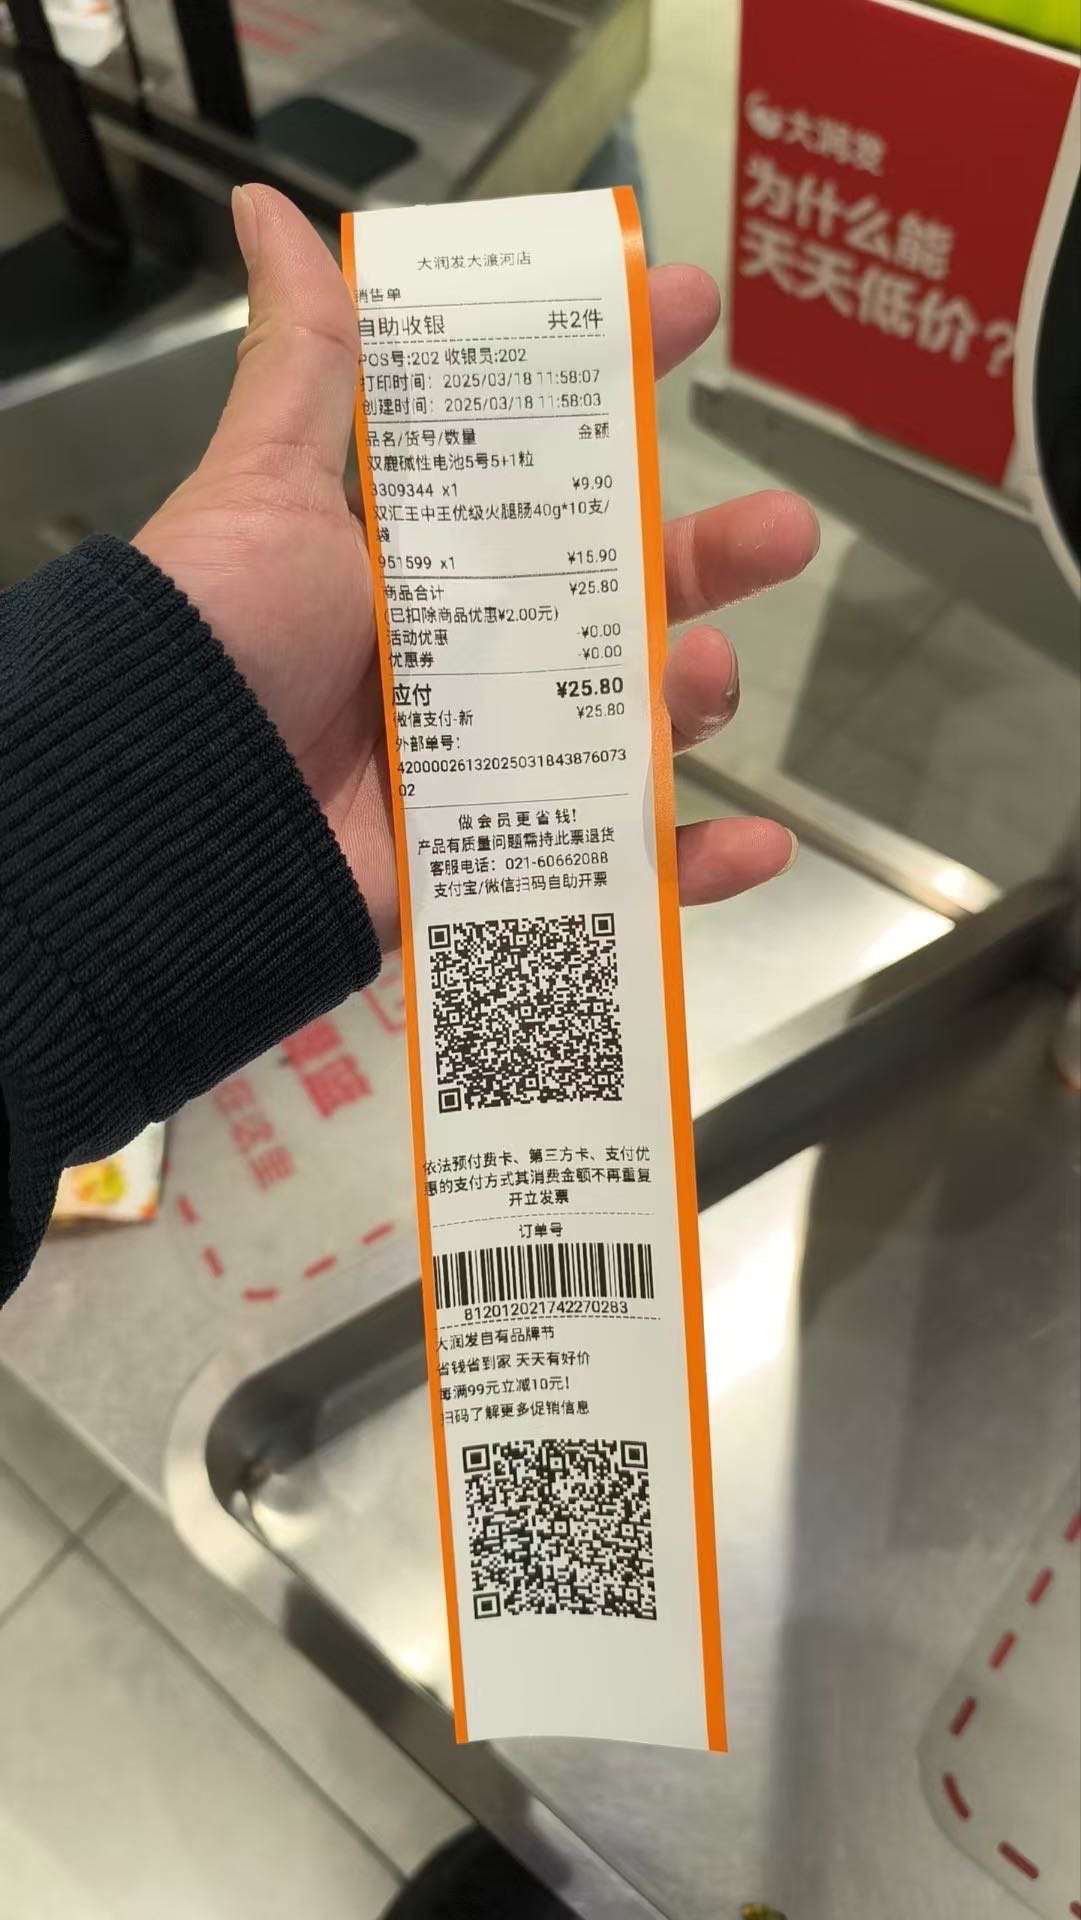 大润发
为什么能
天天低价?
大润发大渡河店
销售单
自助收银 共2件
POS号:202 收银员:202
打印时间: 2025/03/18 11:58:07
创建时间: 2025/03/18 11:58:03
品名/货号/数量 金额
双鹿碱性电池5号5+1粒
3309344 x1 ¥9.90
双汇王中王优级火腿肠40g*10支/
袋
951599 x1 ¥15.90
商品合计 ¥25.80
(已扣除商品优惠¥2.00元)
活动优惠 -¥0.00
优惠券 -¥0.00
应付 ¥25.80
微信支付-新 ¥25.80
外部单号:
42000026132025031843876073
02
做会员更省钱!
产品有质量问题需持此票退货
客服电话: 021-60662088
支付宝/微信扫码自助开票
依法预付费卡、第三方卡、支付优
惠的支付方式其消费金额不再重复
开立发票
订单号
812012021742270283
大润发自有品牌节
省钱省到家 天天有好价
每满99元立减10元!
扫码了解更多促销信息
在这里